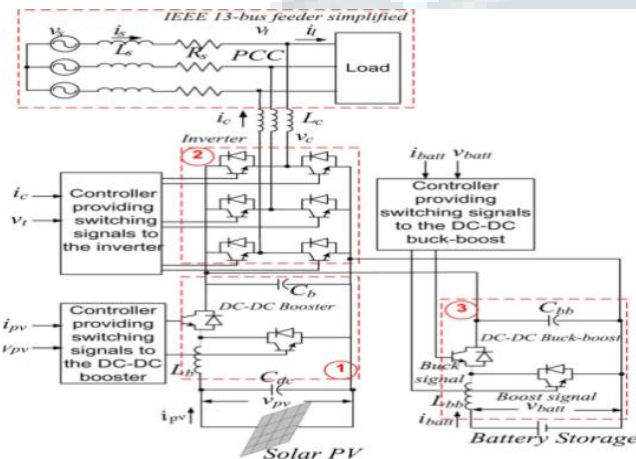 IEEE 13-bus feeder simplified
vs
is
Ls
Rs
vt
PCC
il
Load
ic
Lc
vc
Inverter
2
ic
vt
Controller
providing
switching
signals to
the inverter
ibatt vbatt
Controller
providing
switching signals
to the DC-DC
buck-boost
Cb
DC-DC Booster
ipv
vpv
Controller
providing
switching
signals to
the DC-DC
booster
Lb
1
Cdc
vpv
ipv
Solar PV
3
Cbb
DC-DC Buck-boost
Buck
signal
Lbb
Boost signal
vbatt
ibatt
Battery Storage